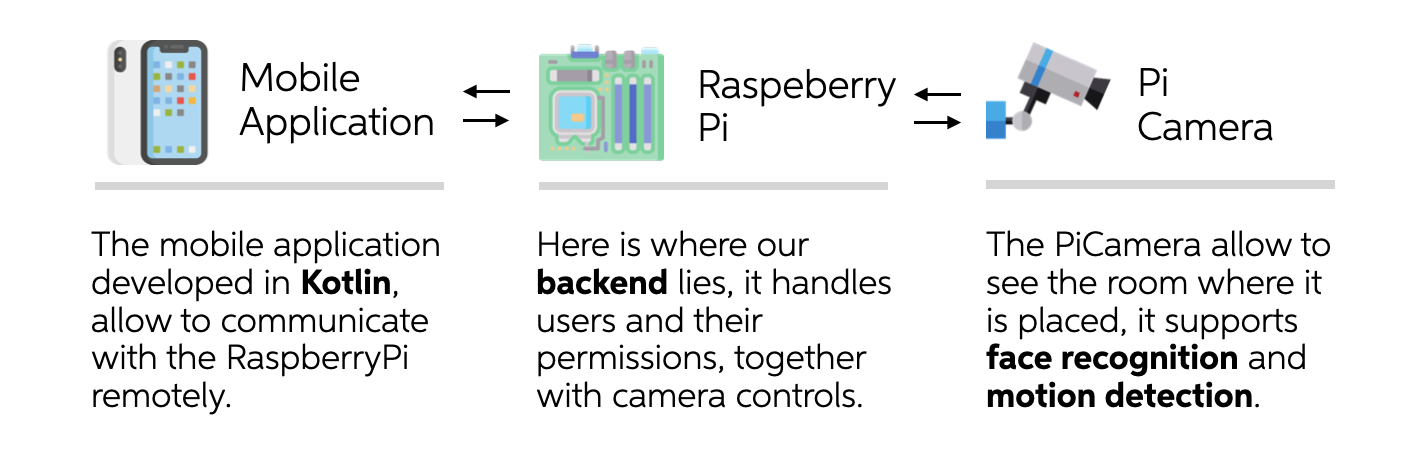 Mobile
Application
Raspeberry
Pi
Pi
Camera
The mobile application
developed in Kotlin,
allow to communicate
with the RaspberryPi
remotely.
Here is where our
backend lies, it handles
users and their
permissions, together
with camera controls.
The PiCamera allow to
see the room where it
is placed, it supports
face recognition and
motion detection.